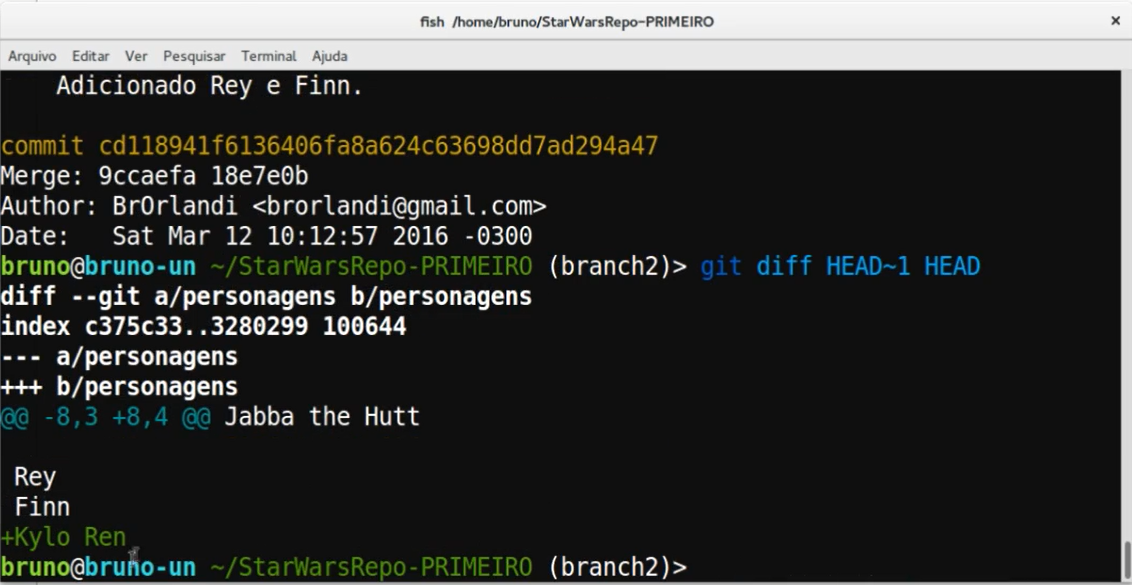 fish /home/bruno/StarWarsRepo-PRIMEIRO
×
Arquivo Editar Ver Pesquisar Terminal Ajuda
Adicionado Rey e Finn.
commit cd118941f6136406fa8a624c63698dd7ad294a47
Merge: 9ccaefa 18e7e0b
Author: BrOrlandi <brorlandi@gmail.com>
Date:   Sat Mar 12 10:12:57 2016 -0300
bruno@bruno-un ~/StarWarsRepo-PRIMEIRO (branch2)> git diff HEAD~1 HEAD
diff --git a/personagens b/personagens
index c375c33..3280299 100644
--- a/personagens
+++ b/personagens
@@ -8,3 +8,4 @@ Jabba the Hutt
Rey
Finn
+Kylo Ren
bruno@bruno-un ~/StarWarsRepo-PRIMEIRO (branch2)>